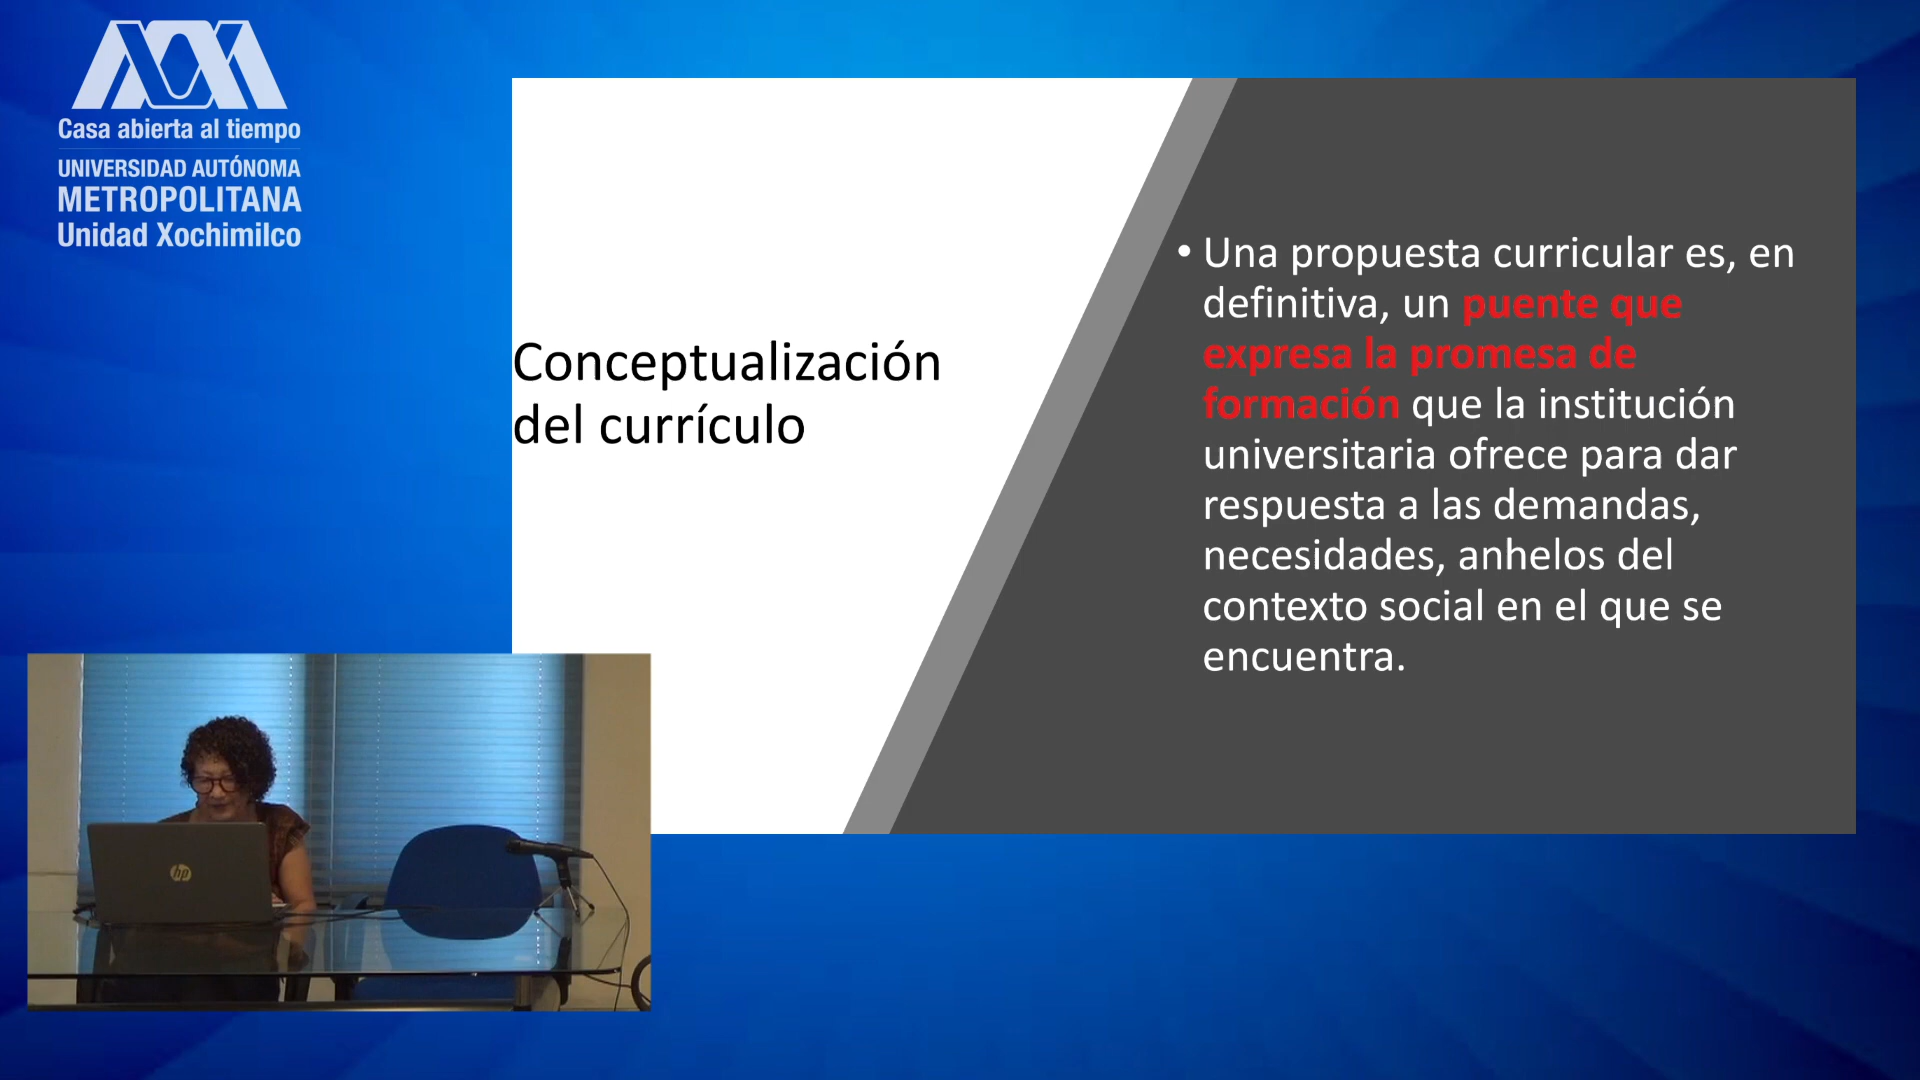 Casa abierta al tiempo
UNIVERSIDAD AUTÓNOMA
METROPOLITANA
Unidad Xochimilco
Conceptualización
del currículo
• Una propuesta curricular es, en
definitiva, un puente que
expresa la promesa de
formación que la institución
universitaria ofrece para dar
respuesta a las demandas,
necesidades, anhelos del
contexto social en el que se
encuentra.
hp